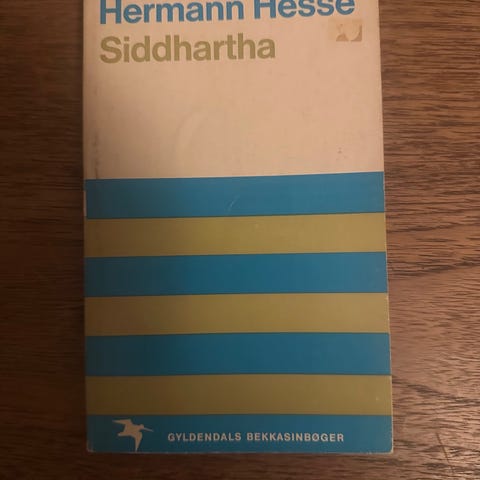 Hermann Hesse
Siddhartha
GYLDENDALS BEKKASINBØGER